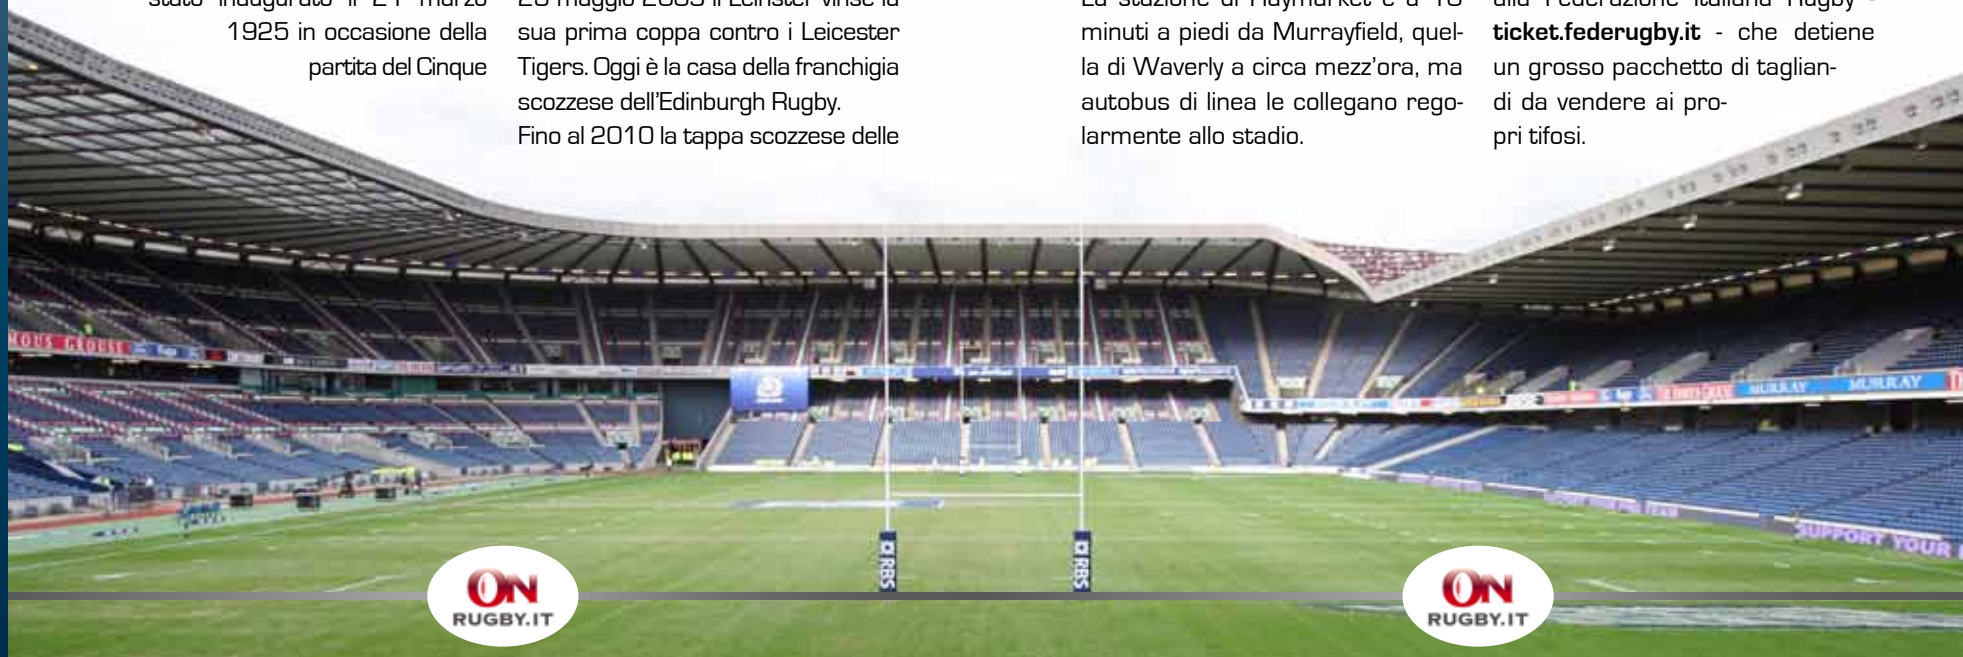 1925 in occasione della
partita del Cinque
sua prima coppa contro i Leicester
Tigers. Oggi è la casa della franchigia
scozzese dell'Edinburgh Rugby.
Fino al 2010 la tappa scozzese delle
minuti a piedi da Murrayfield, quel-
la di Waverly a circa mezz'ora, ma
autobus di linea le collegano rego-
larmente allo stadio.
alla Federazione Italiana Rugby -
ticket.federugby.it - che detiene
un grosso pacchetto di taglian-
di da vendere ai pro-
pri tifosi.
MURRAY MURRAY
SUPPORT YOUR
RBS
RBS
ON
RUGBY.IT
ON
RUGBY.IT